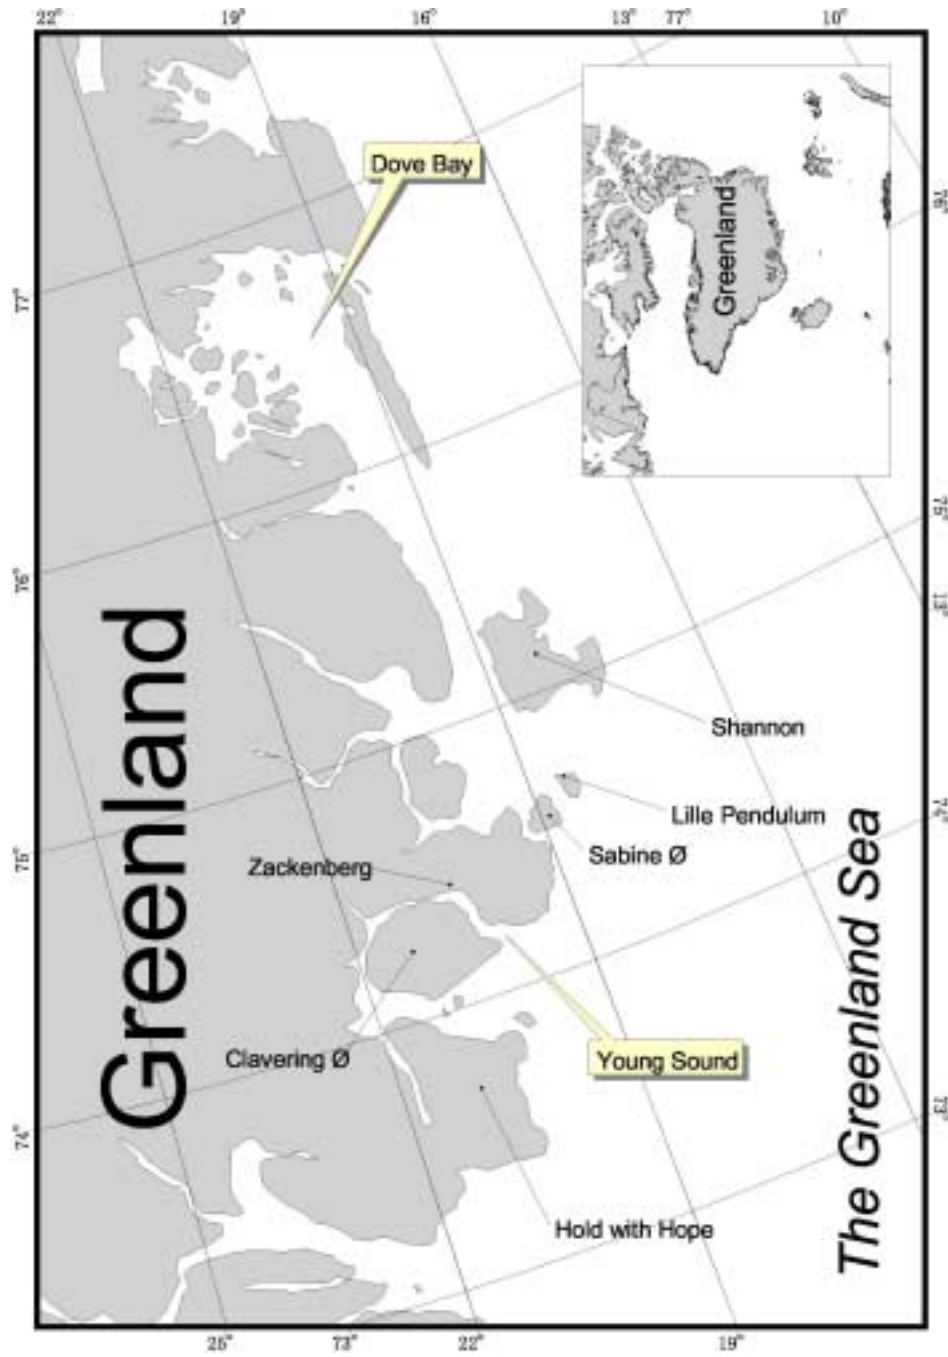 22° 19° 16° 13° 77° 10°
Dove Bay
Greenland
76°
77°
75°
76°
13°
Greenland
Shannon
Lille Pendulum
74°
Sabine Ø
75°
Zackenberg
The Greenland Sea
Clavering Ø
Young Sound
73°
74°
Hold with Hope
25° 73° 22° 19°